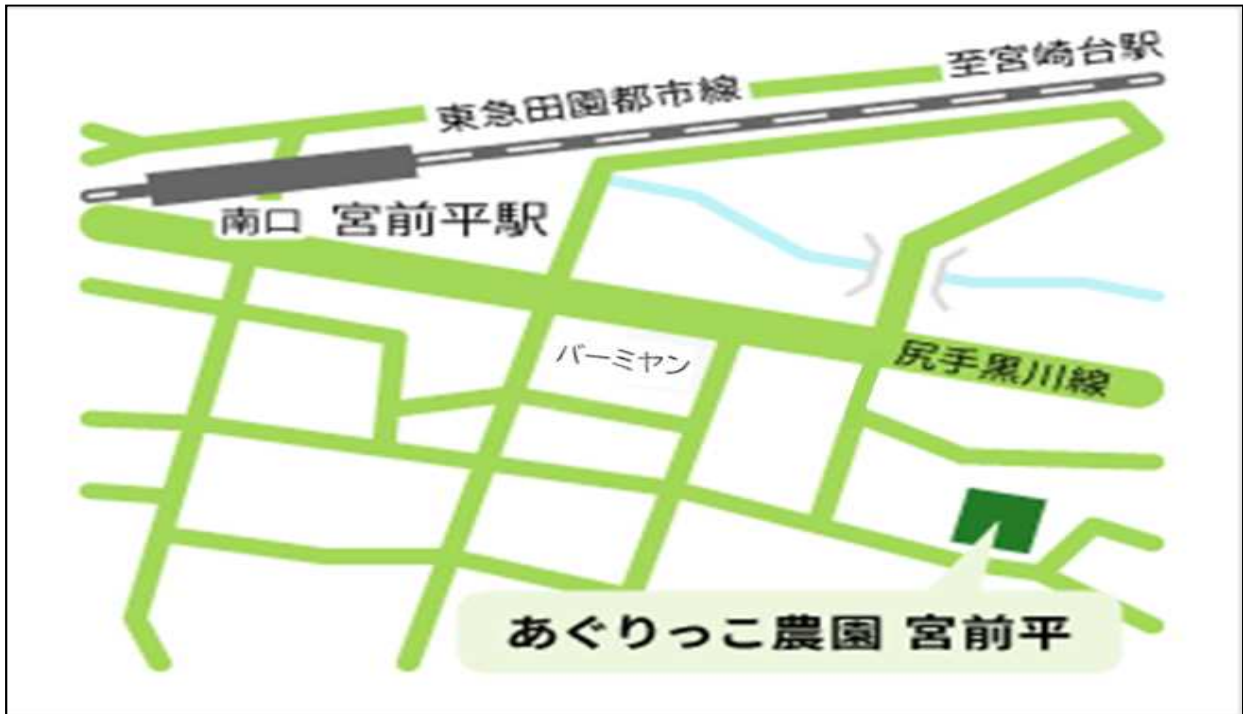 至宮崎台駅
東急田園都市線
南口 宮前平駅
バーミヤン
尻手黒川線
あぐりっこ農園 宮前平